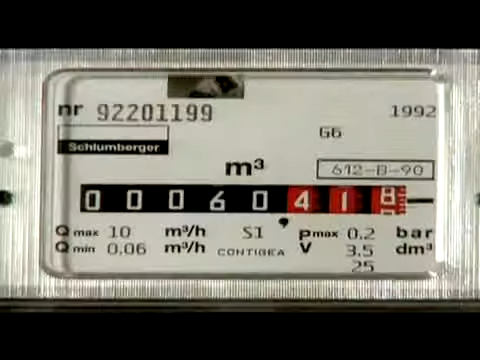 nr 92201199 1992
G6
Schlumberger
m³
612-B-90
0 0 0 6 0 4 1 8
Q max 10 m³/h S1 pmax 0.2 bar
Q min 0.06 m³/h CONTIGEA V 3.5 dm³
25